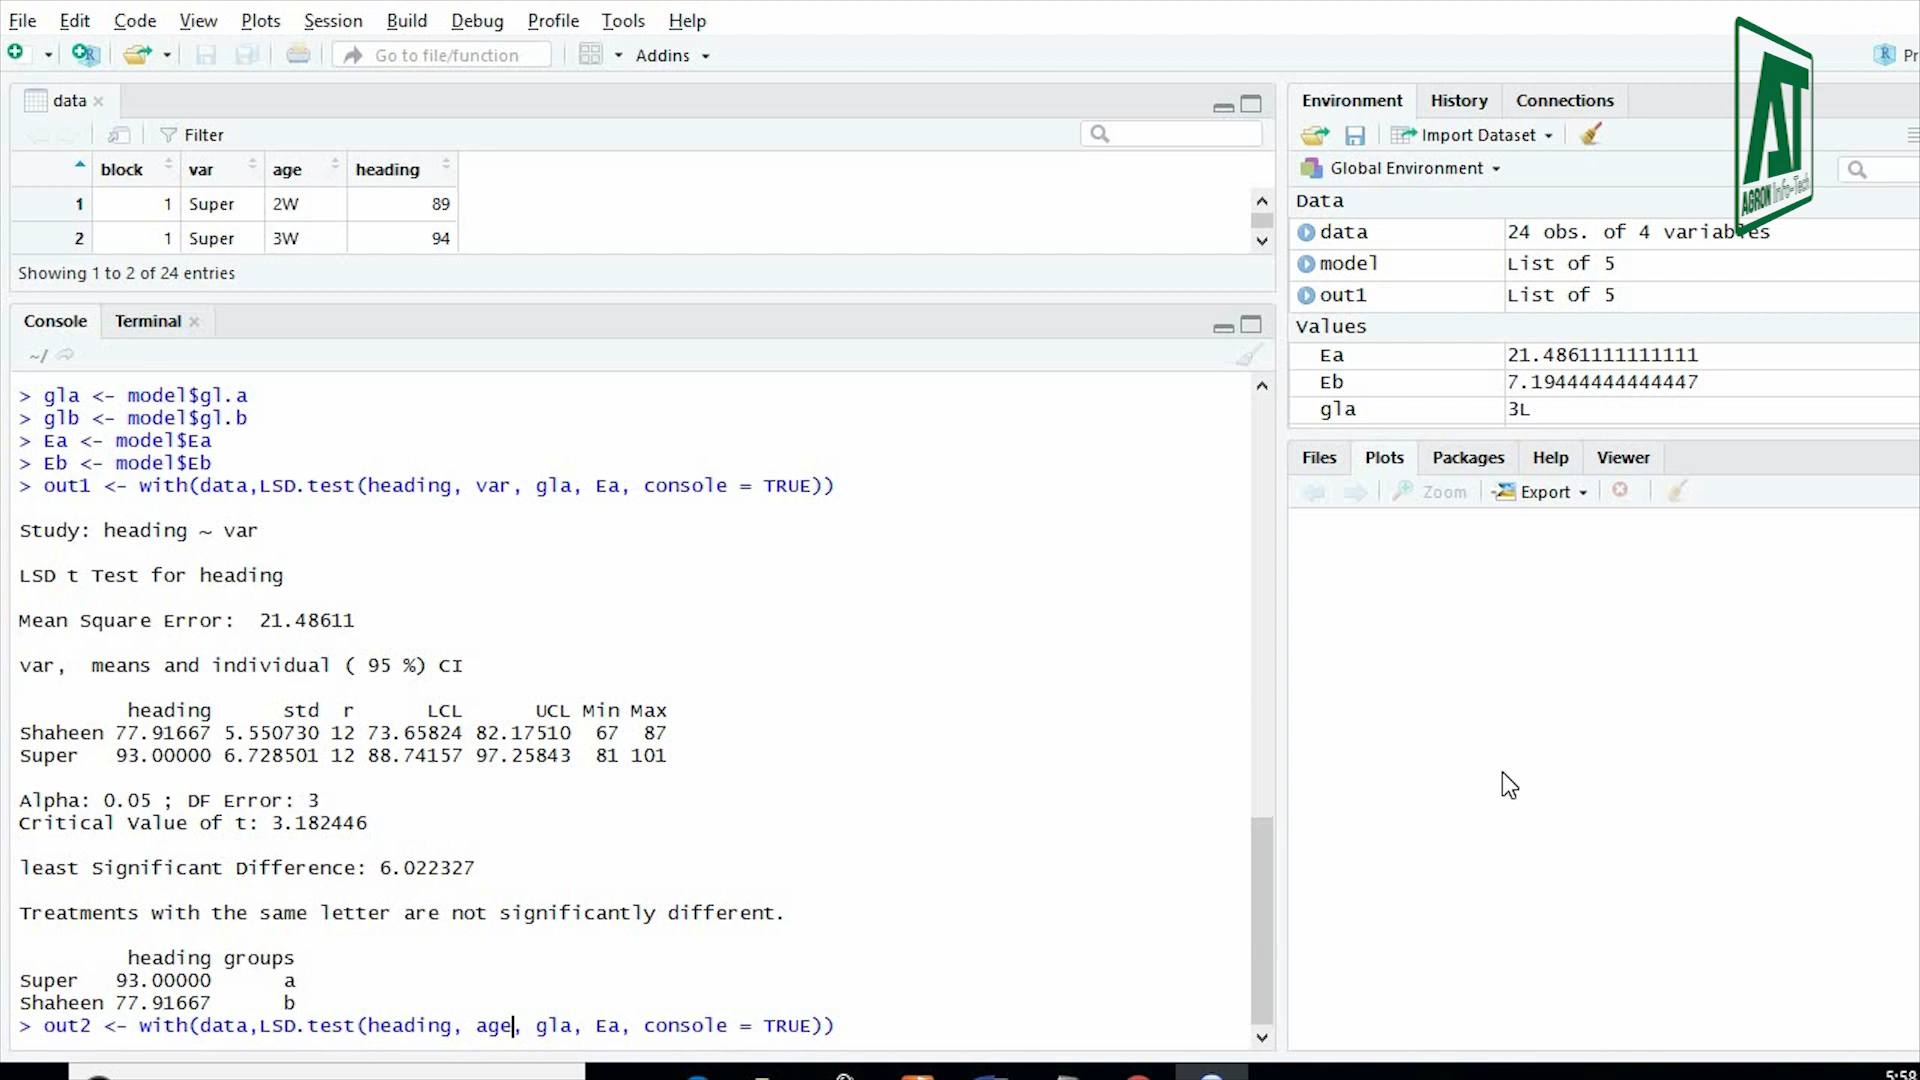 File Edit Code View Plots Session Build Debug Profile Tools Help
Go to file/function Addins Pr
data
Filter
block var age heading
1 1 Super 2W 89
2 1 Super 3W 94
Showing 1 to 2 of 24 entries
Console Terminal
~/
> gla <- model$gl.a
> glb <- model$gl.b
> Ea <- model$Ea
> Eb <- model$Eb
> out1 <- with(data,LSD.test(heading, var, gla, Ea, console = TRUE))
Study: heading ~ var
LSD t Test for heading
Mean Square Error: 21.48611
var, means and individual ( 95 %) CI
heading std r LCL UCL Min Max
Shaheen 77.91667 5.550730 12 73.65824 82.17510 67 87
Super 93.00000 6.728501 12 88.74157 97.25843 81 101
Alpha: 0.05 ; DF Error: 3
Critical Value of t: 3.182446
least Significant Difference: 6.022327
Treatments with the same letter are not significantly different.
heading groups
Super 93.00000 a
Shaheen 77.91667 b
> out2 <- with(data,LSD.test(heading, age, gla, Ea, console = TRUE))
Environment History Connections
Import Dataset
Global Environment
Data
data 24 obs. of 4 variables
model List of 5
out1 List of 5
Values
Ea 21.4861111111111
Eb 7.19444444444447
gla 3L
Files Plots Packages Help Viewer
Zoom Export
AT
AGRON Info-Tech
5:58